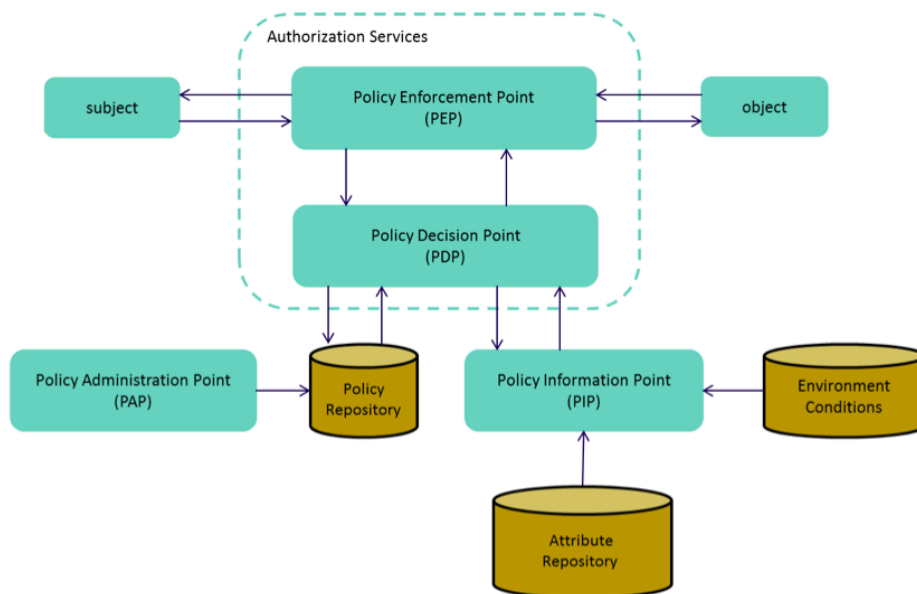 Authorization Services
subject
Policy Enforcement Point
(PEP)
object
Policy Decision Point
(PDP)
Policy Administration Point
(PAP)
Policy
Repository
Policy Information Point
(PIP)
Environment
Conditions
Attribute
Repository